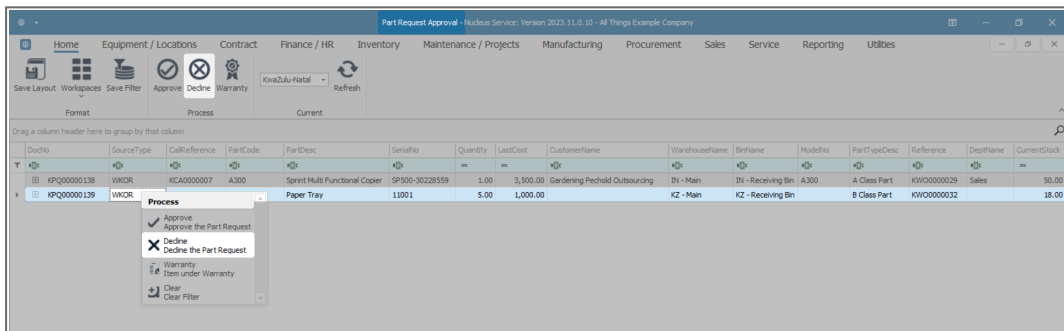 Part Request Approval - Nucleus Service: Version 2023.11.0.10 - All Things Example Company
Home Equipment / Locations Contract Finance / HR Inventory Maintenance / Projects Manufacturing Procurement Sales Service Reporting Utilities
Save Layout Workspaces Save Filter Approve Decline Warranty KwaZulu-Natal Refresh
Format Process Current
Drag a column header here to group by that column
DocNo SourceType CallReference PartCode PartDesc SerialNo Quantity LastCost CustomerName WarehouseName BinName ModelNo PartTypeDesc Reference DeptName CurrentStock
KPQ00000138 WKOR KCA0000007 A300 Sprint Multi Functional Copier SP500-30228559 1.00 3,500.00 Gardening Pechold Outsourcing IN - Main IN - Receiving Bin A300 A Class Part KWO0000029 Sales 50.00
KPQ00000139 WKOR Paper Tray 11001 5.00 1,000.00 KZ - Main KZ - Receiving Bin B Class Part KWO0000032 18.00
Process
Approve
Approve the Part Request
Decline
Decline the Part Request
Warranty
Item under Warranty
Clear
Clear Filter